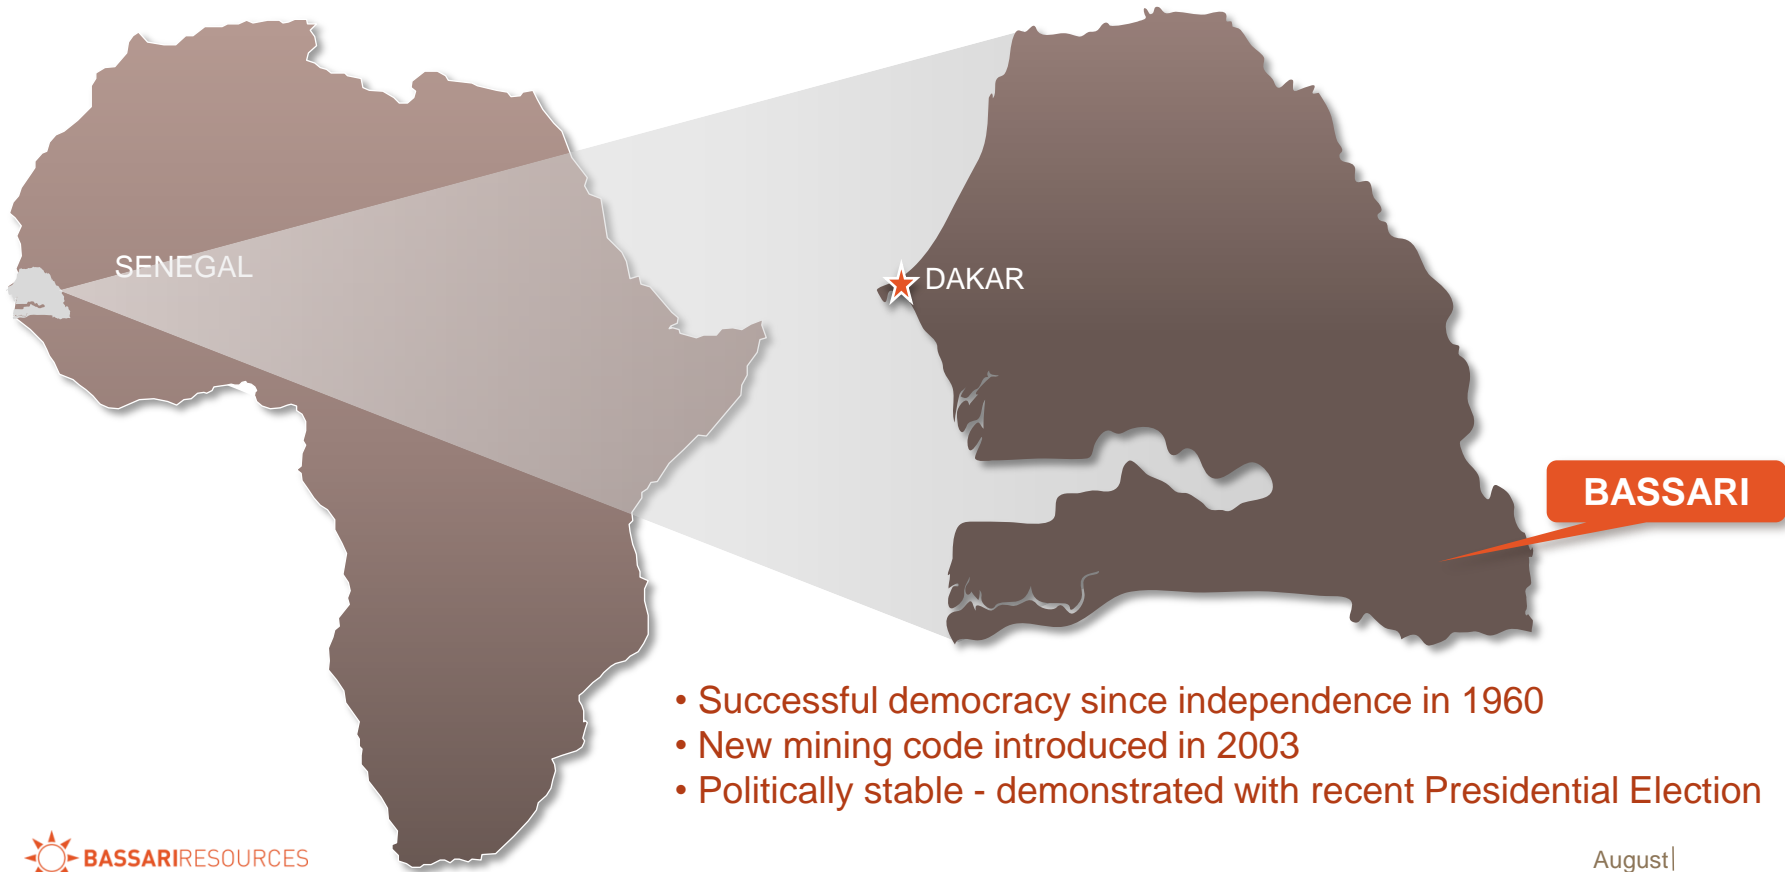 SENEGAL
DAKAR
BASSARI
• Successful democracy since independence in 1960
• New mining code introduced in 2003
• Politically stable - demonstrated with recent Presidential Election
BASSARIRESOURCES
August|